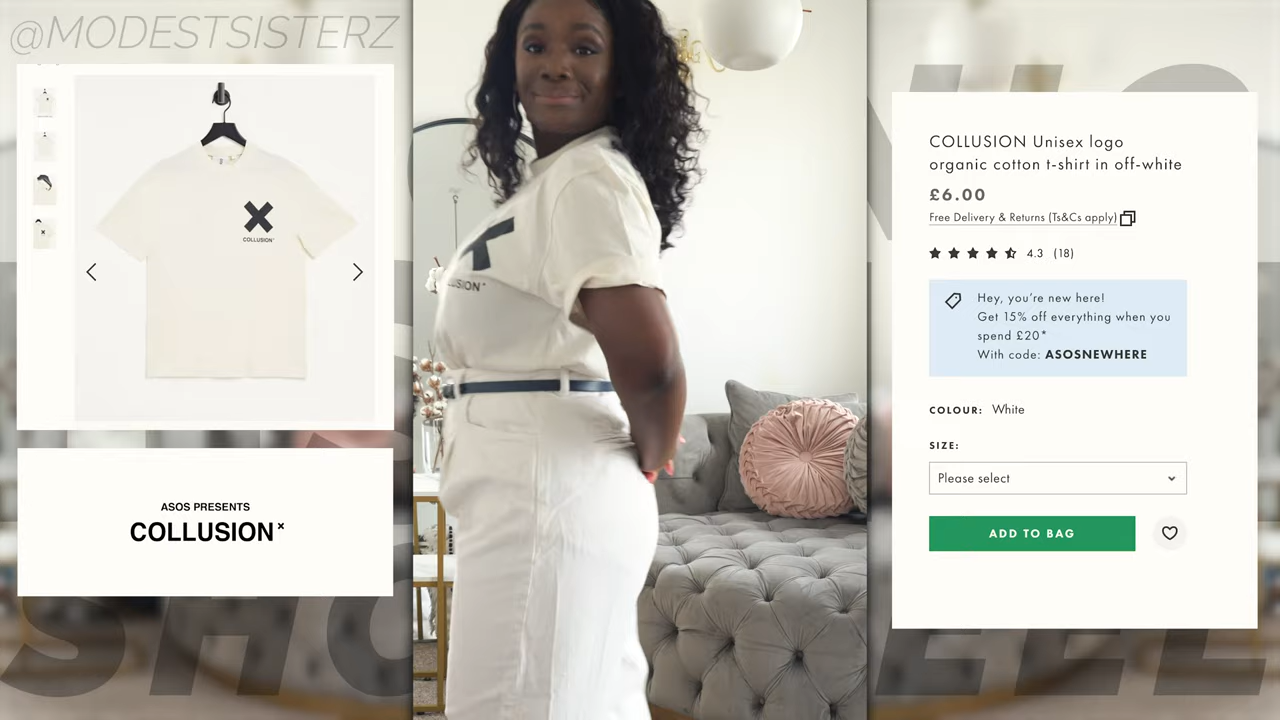 @MODESTSISTERZ
COLLUSION*
ASOS PRESENTS
COLLUSION×
LUSION*
COLLUSION Unisex logo
organic cotton t-shirt in off-white
£6.00
Free Delivery & Returns (Ts&Cs apply)
4.3 (18)
Hey, you're new here!
Get 15% off everything when you
spend £20*
With code: ASOSNEWHERE
COLOUR: White
SIZE:
Please select
ADD TO BAG